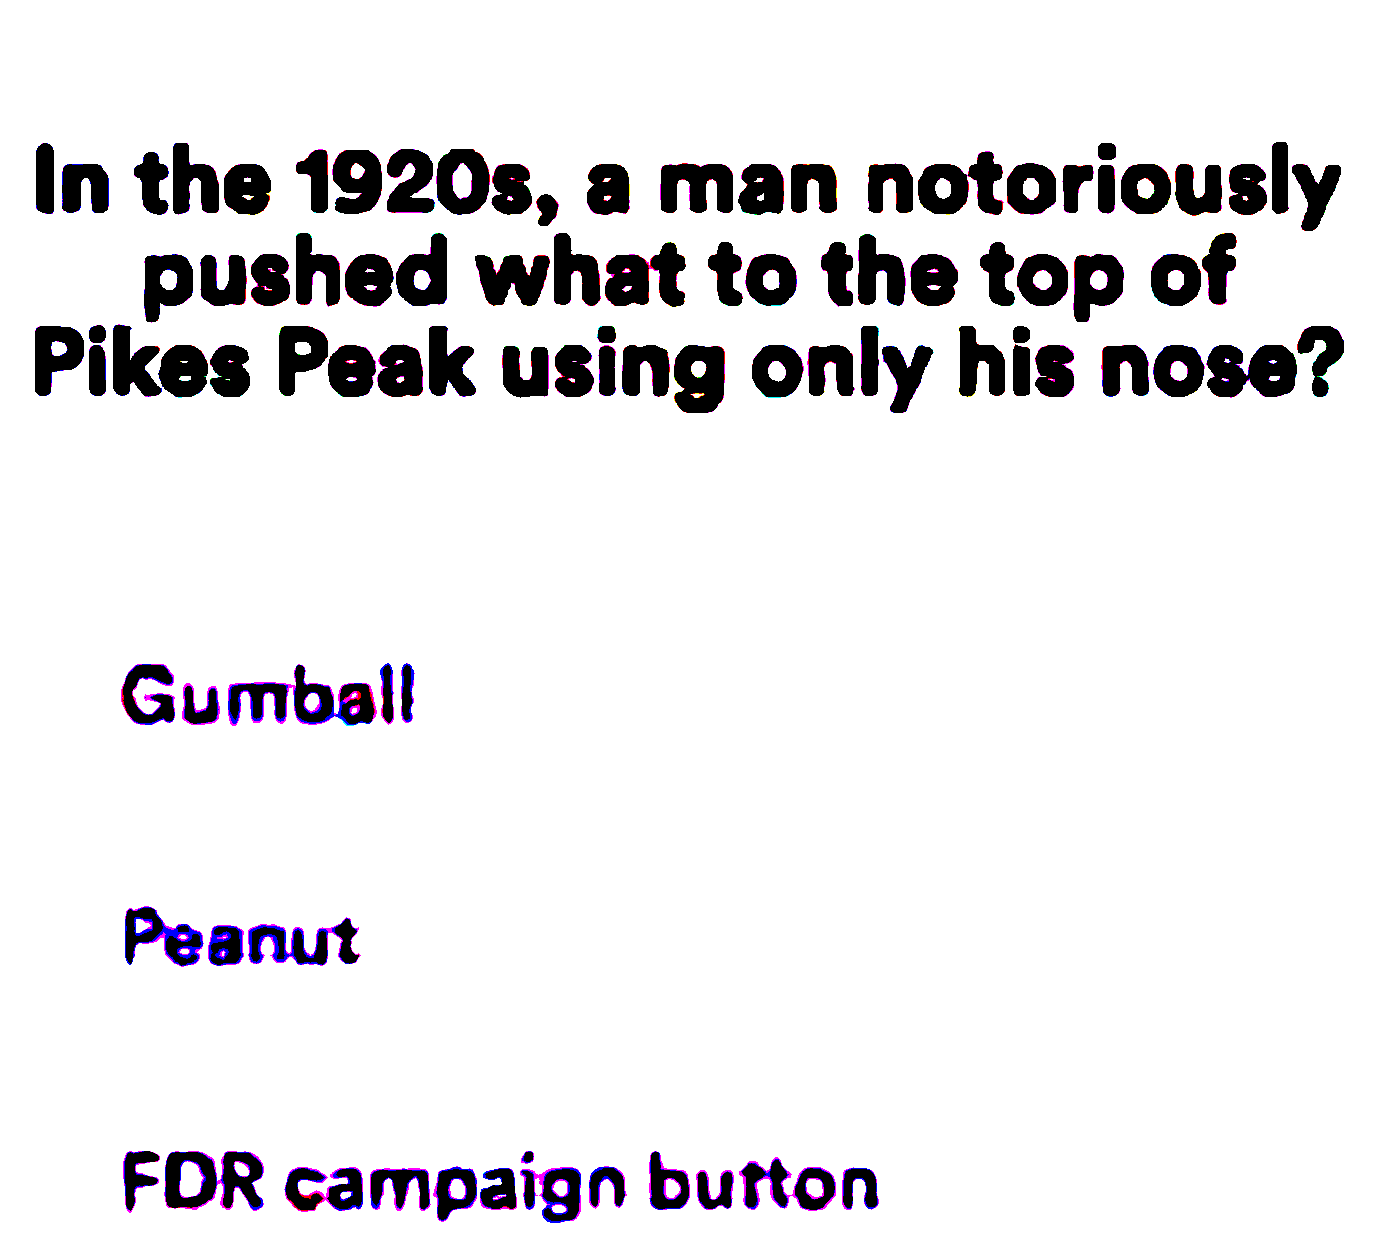 In the 1920s, a man notoriously
pushed what to the top of
Pikes Peak using only his nose?
Gumball
Peanut
FDR campaign button